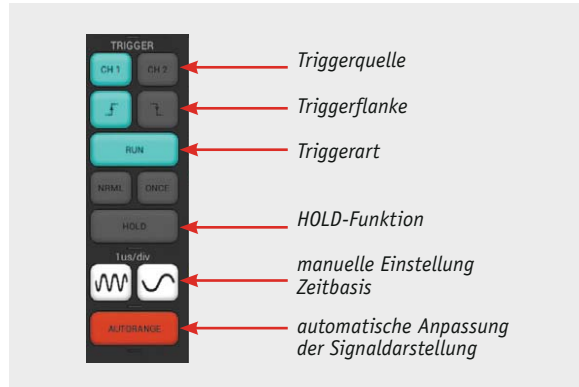 TRIGGER
CH 1 CH 2 Triggerquelle
Triggerflanke
RUN Triggerart
NRML ONCE
HOLD HOLD-Funktion
1us/div
manuelle Einstellung
Zeitbasis
AUTORANGE automatische Anpassung
der Signaldarstellung